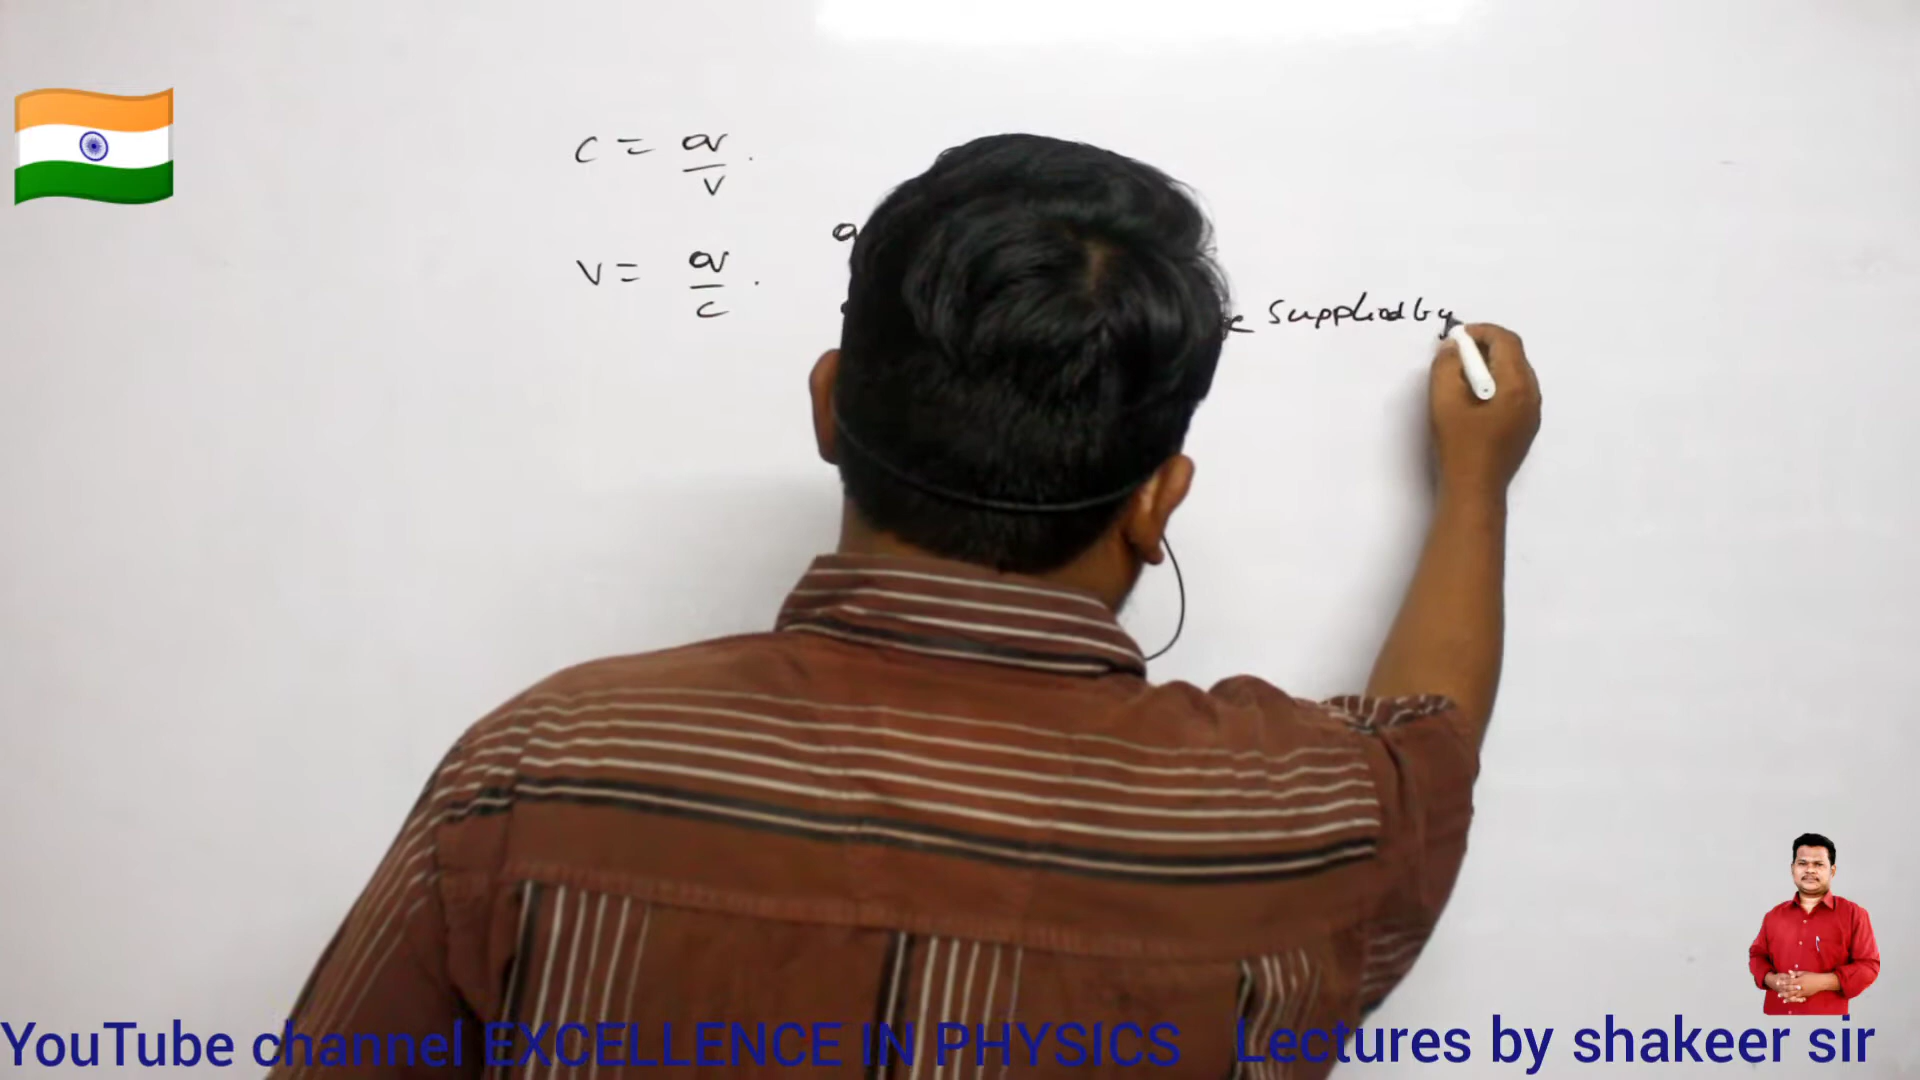 C = q/V.
V = q/C.
Supplied by
YouTube channel EXCELLENCE IN PHYSICS Lectures by shakeer sir